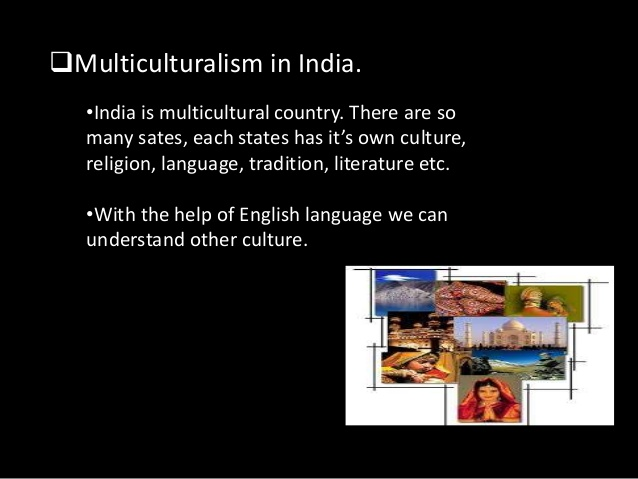 ❑Multiculturalism in India.
•India is multicultural country. There are so
many sates, each states has it’s own culture,
religion, language, tradition, literature etc.
•With the help of English language we can
understand other culture.